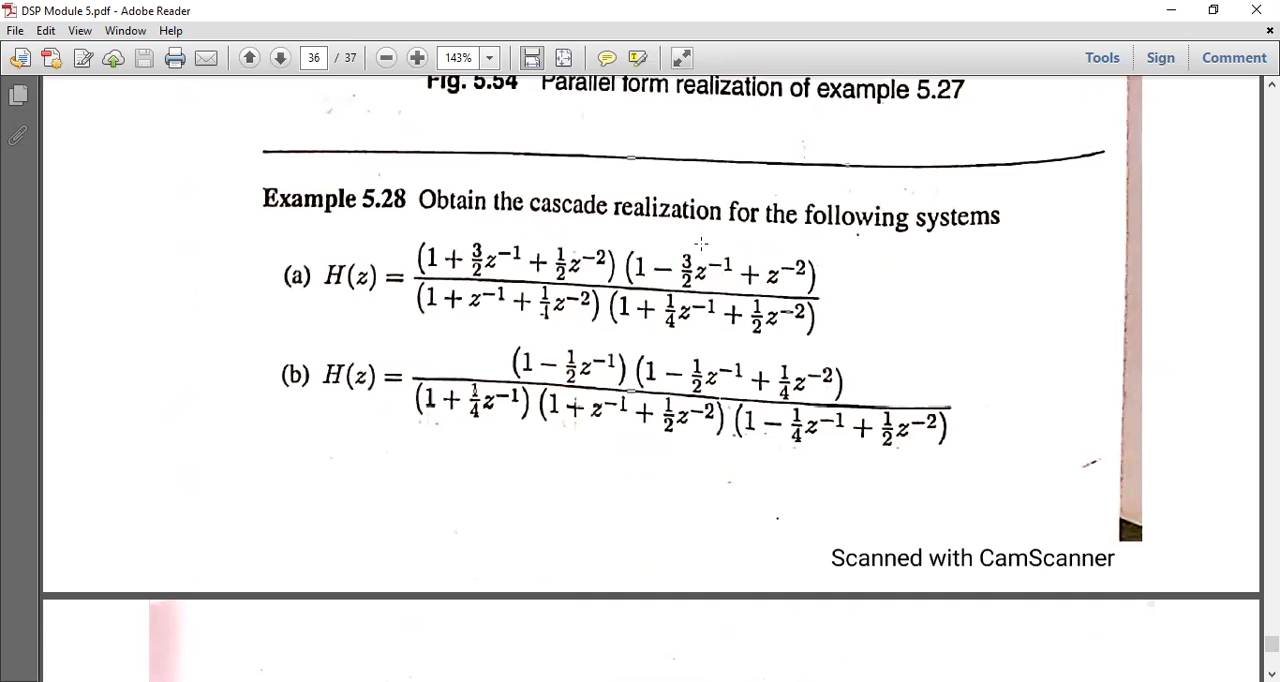 DSP Module 5.pdf - Adobe Reader
File Edit View Window Help
36 / 37 143% Tools Sign Comment
Fig. 5.54 Parallel form realization of example 5.27
Example 5.28 Obtain the cascade realization for the following systems
(a) H(z) = (1 + 3/2 z⁻¹ + 1/2 z⁻²) (1 − 3/2 z⁻¹ + z⁻²) / (1 + z⁻¹ + 1/4 z⁻²) (1 + 1/4 z⁻¹ + 1/2 z⁻²)
(b) H(z) = (1 − 1/2 z⁻¹) (1 − 1/2 z⁻¹ + 1/4 z⁻²) / (1 + 1/4 z⁻¹) (1 + z⁻¹ + 1/2 z⁻²) (1 − 1/4 z⁻¹ + 1/2 z⁻²)
Scanned with CamScanner